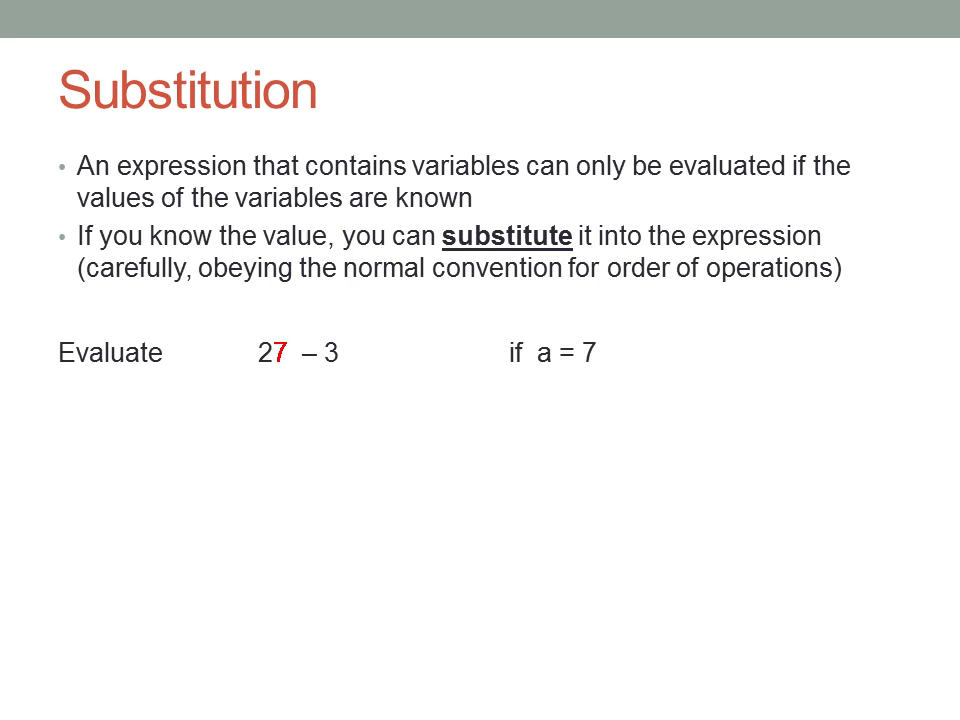 Substitution
• An expression that contains variables can only be evaluated if the
values of the variables are known
• If you know the value, you can substitute it into the expression
(carefully, obeying the normal convention for order of operations)
Evaluate 27 – 3 if a = 7